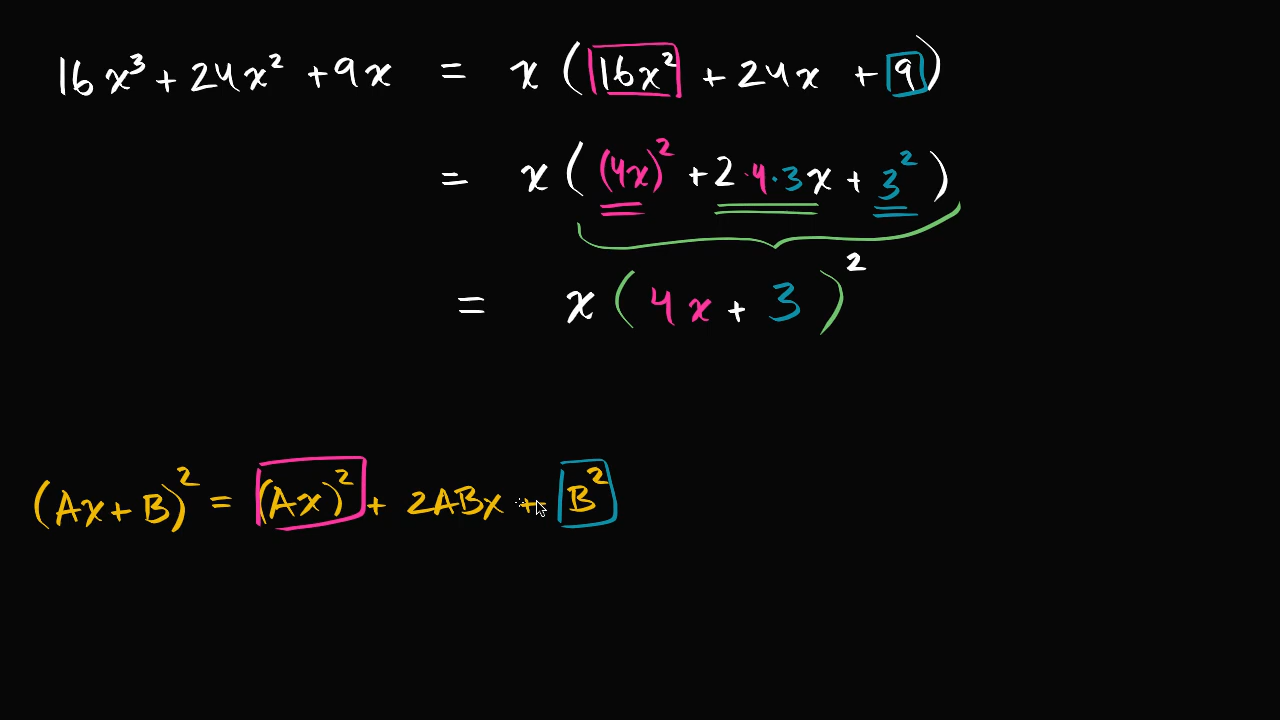 16x³ + 24x² + 9x = x(16x² + 24x + 9)
= x((4x)² + 2·4·3x + 3²)
= x(4x + 3)²
(Ax + B)² = (Ax)² + 2ABx + B²